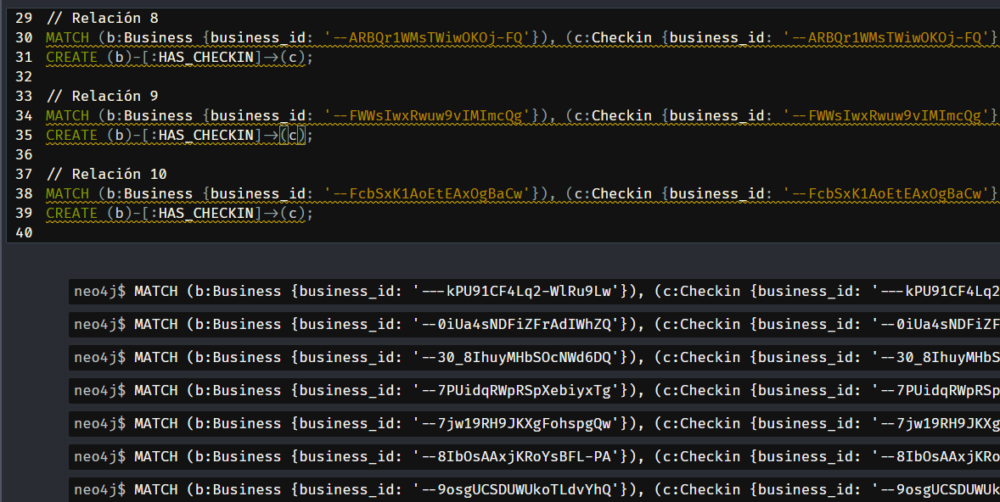 29 // Relación 8
30 MATCH (b:Business {business_id: '--ARBQr1WMsTWiwOKOj-FQ'}), (c:Checkin {business_id: '--ARBQr1WMsTWiwOKOj-FQ'}
31 CREATE (b)-[:HAS_CHECKIN]->(c);
32
33 // Relación 9
34 MATCH (b:Business {business_id: '--FWWsIwxRwuw9vIMImcQg'}), (c:Checkin {business_id: '--FWWsIwxRwuw9vIMImcQg'}
35 CREATE (b)-[:HAS_CHECKIN]->(c);
36
37 // Relación 10
38 MATCH (b:Business {business_id: '--FcbSxK1AoEtEAxOgBaCw'}), (c:Checkin {business_id: '--FcbSxK1AoEtEAxOgBaCw'}
39 CREATE (b)-[:HAS_CHECKIN]->(c);
40
neo4j$ MATCH (b:Business {business_id: '---kPU91CF4Lq2-WlRu9Lw'}), (c:Checkin {business_id: '---kPU91CF4Lq2
neo4j$ MATCH (b:Business {business_id: '--0iUa4sNDFiZFrAdIWhZQ'}), (c:Checkin {business_id: '--0iUa4sNDFiZF
neo4j$ MATCH (b:Business {business_id: '--30_8IhuyMHbSOcNWd6DQ'}), (c:Checkin {business_id: '--30_8IhuyMHbS
neo4j$ MATCH (b:Business {business_id: '--7PUidqRWpRSpXebiyxTg'}), (c:Checkin {business_id: '--7PUidqRWpRSp
neo4j$ MATCH (b:Business {business_id: '--7jw19RH9JKXgFohspgQw'}), (c:Checkin {business_id: '--7jw19RH9JKXg
neo4j$ MATCH (b:Business {business_id: '--8IbOsAAxjKRoYsBFL-PA'}), (c:Checkin {business_id: '--8IbOsAAxjKRo
neo4j$ MATCH (b:Business {business_id: '--9osgUCSDUWUkoTLdvYhQ'}), (c:Checkin {business_id: '--9osgUCSDUWUk